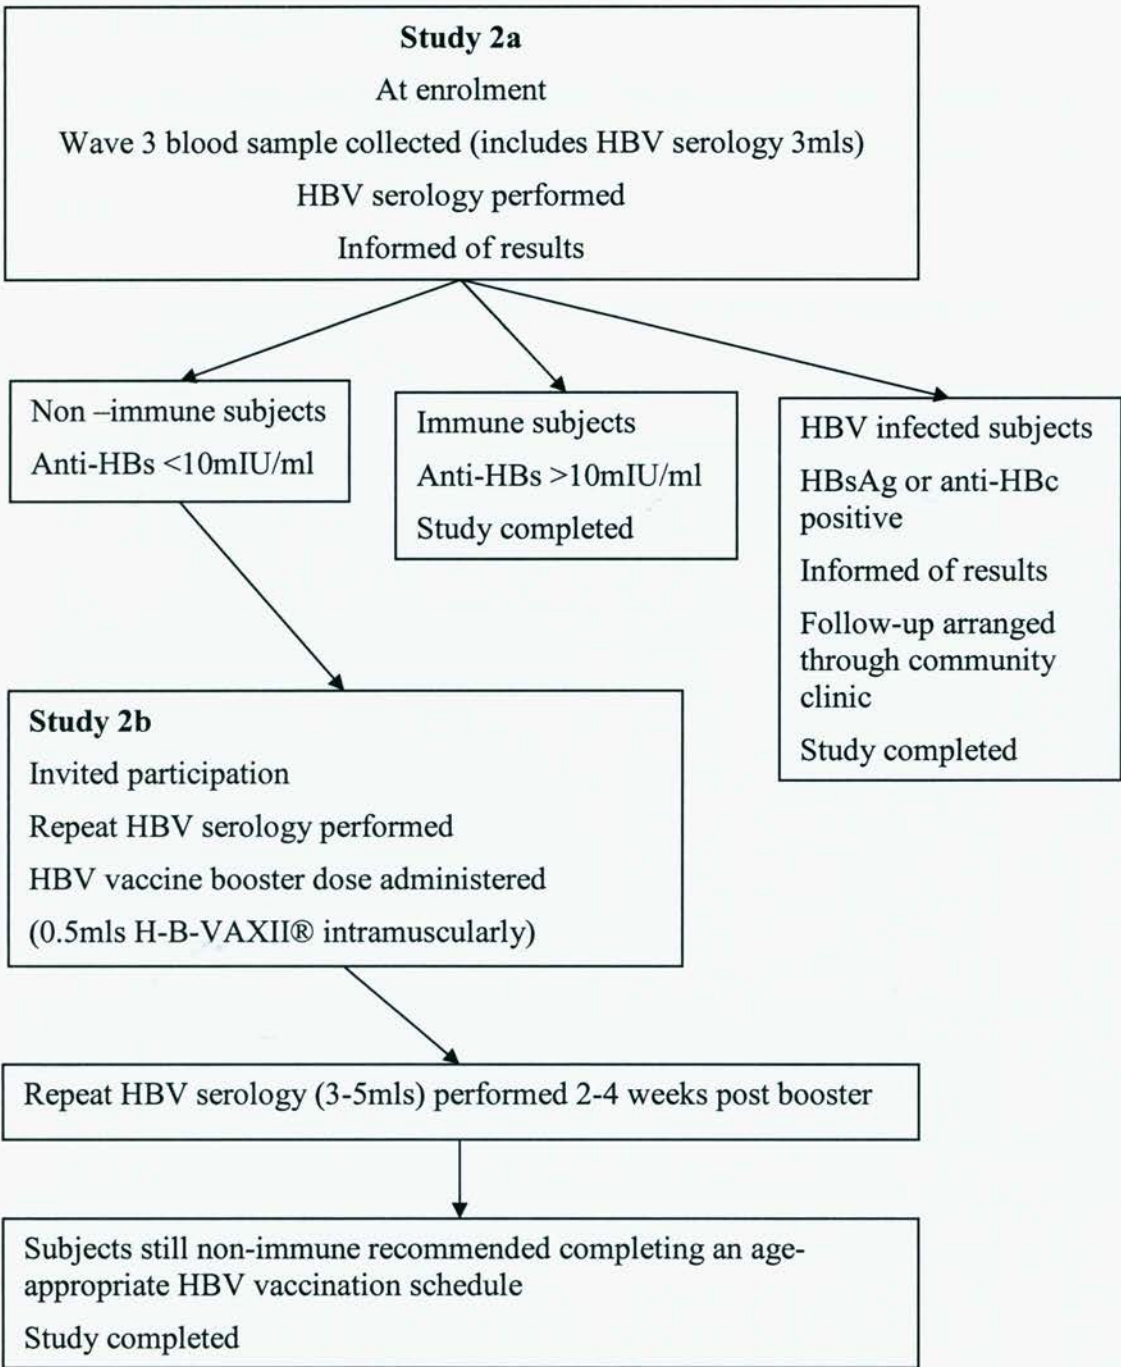 Study 2a
At enrolment
Wave 3 blood sample collected (includes HBV serology 3mls)
HBV serology performed
Informed of results
Non –immune subjects
Anti-HBs <10mIU/ml
Immune subjects
Anti-HBs >10mIU/ml
Study completed
HBV infected subjects
HBsAg or anti-HBc
positive
Informed of results
Follow-up arranged
through community
clinic
Study completed
Study 2b
Invited participation
Repeat HBV serology performed
HBV vaccine booster dose administered
(0.5mls H-B-VAXII® intramuscularly)
Repeat HBV serology (3-5mls) performed 2-4 weeks post booster
Subjects still non-immune recommended completing an age-
appropriate HBV vaccination schedule
Study completed